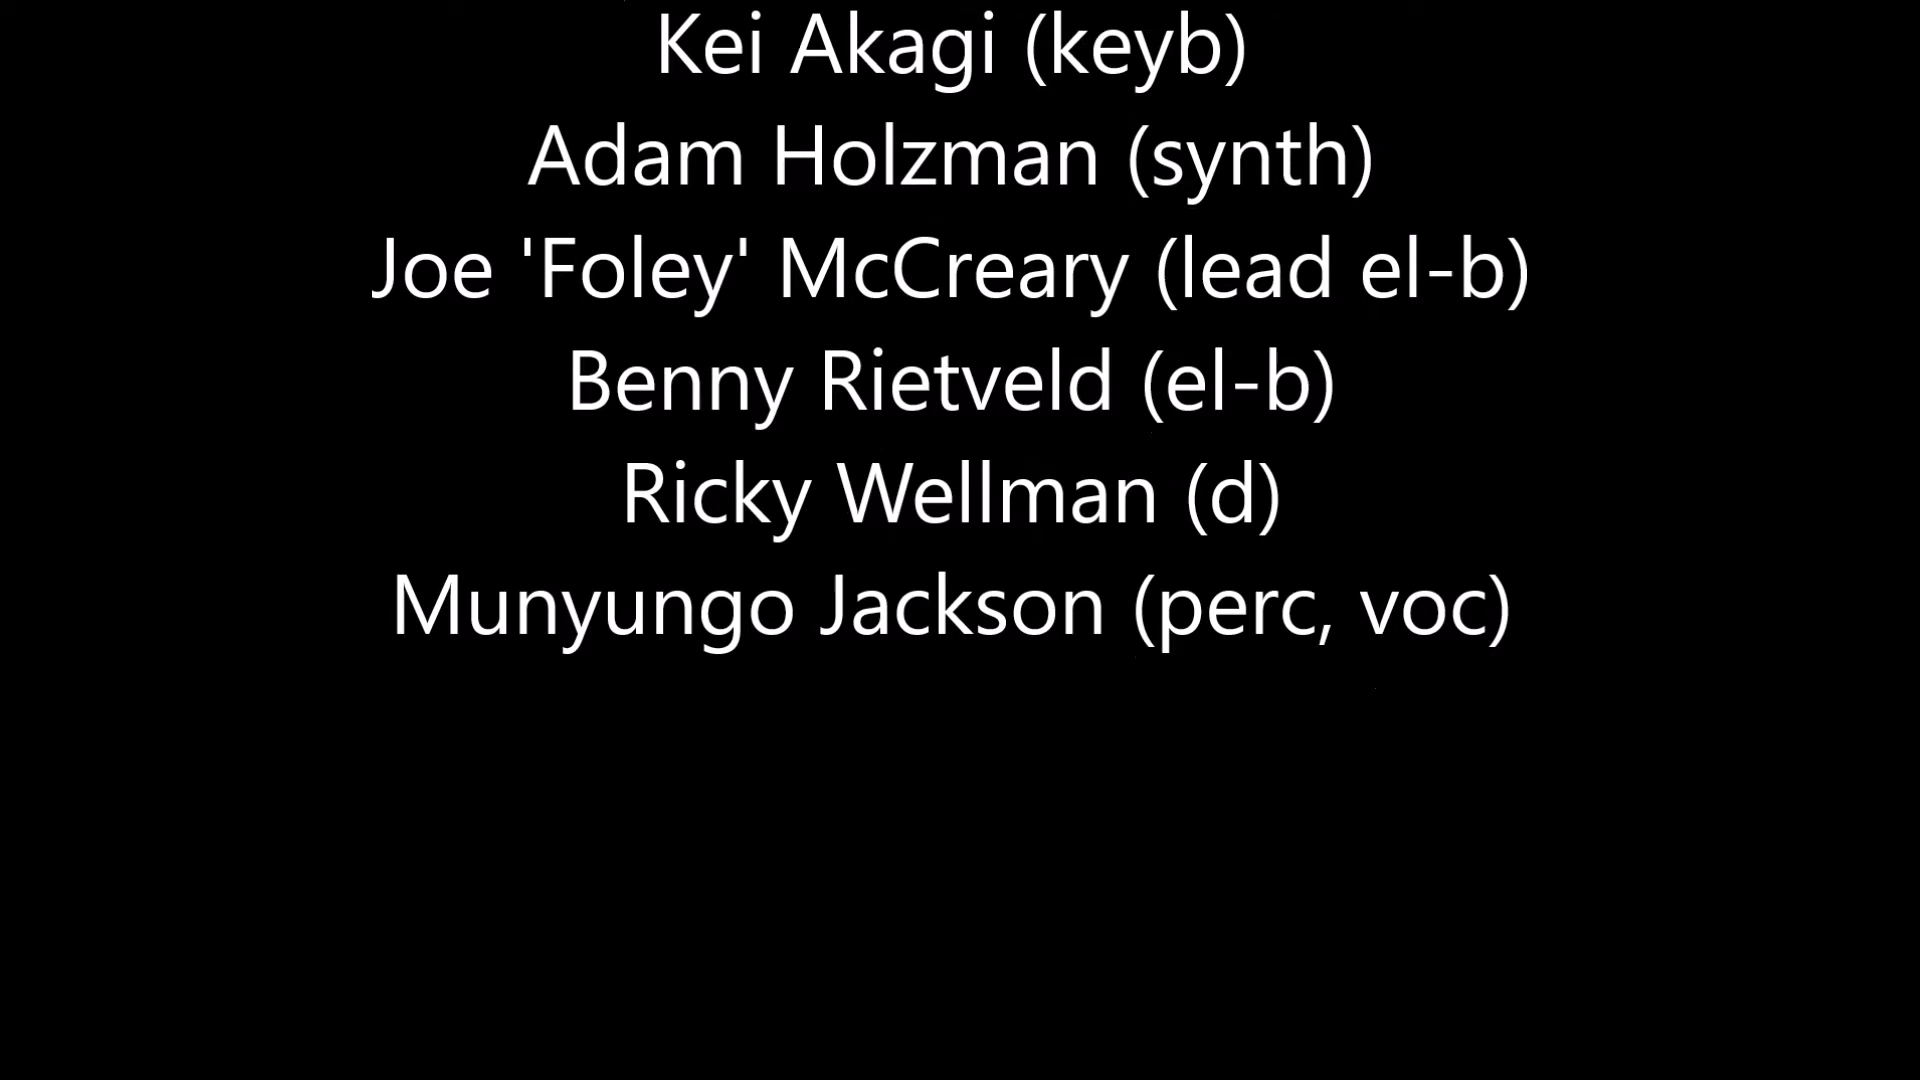 Kei Akagi (keyb)
Adam Holzman (synth)
Joe 'Foley' McCreary (lead el-b)
Benny Rietveld (el-b)
Ricky Wellman (d)
Munyungo Jackson (perc, voc)